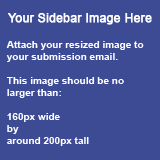 Your Sidebar Image Here
Attach your resized image to
your submission email.
This image should be no
larger than:
160px wide
by
around 200px tall